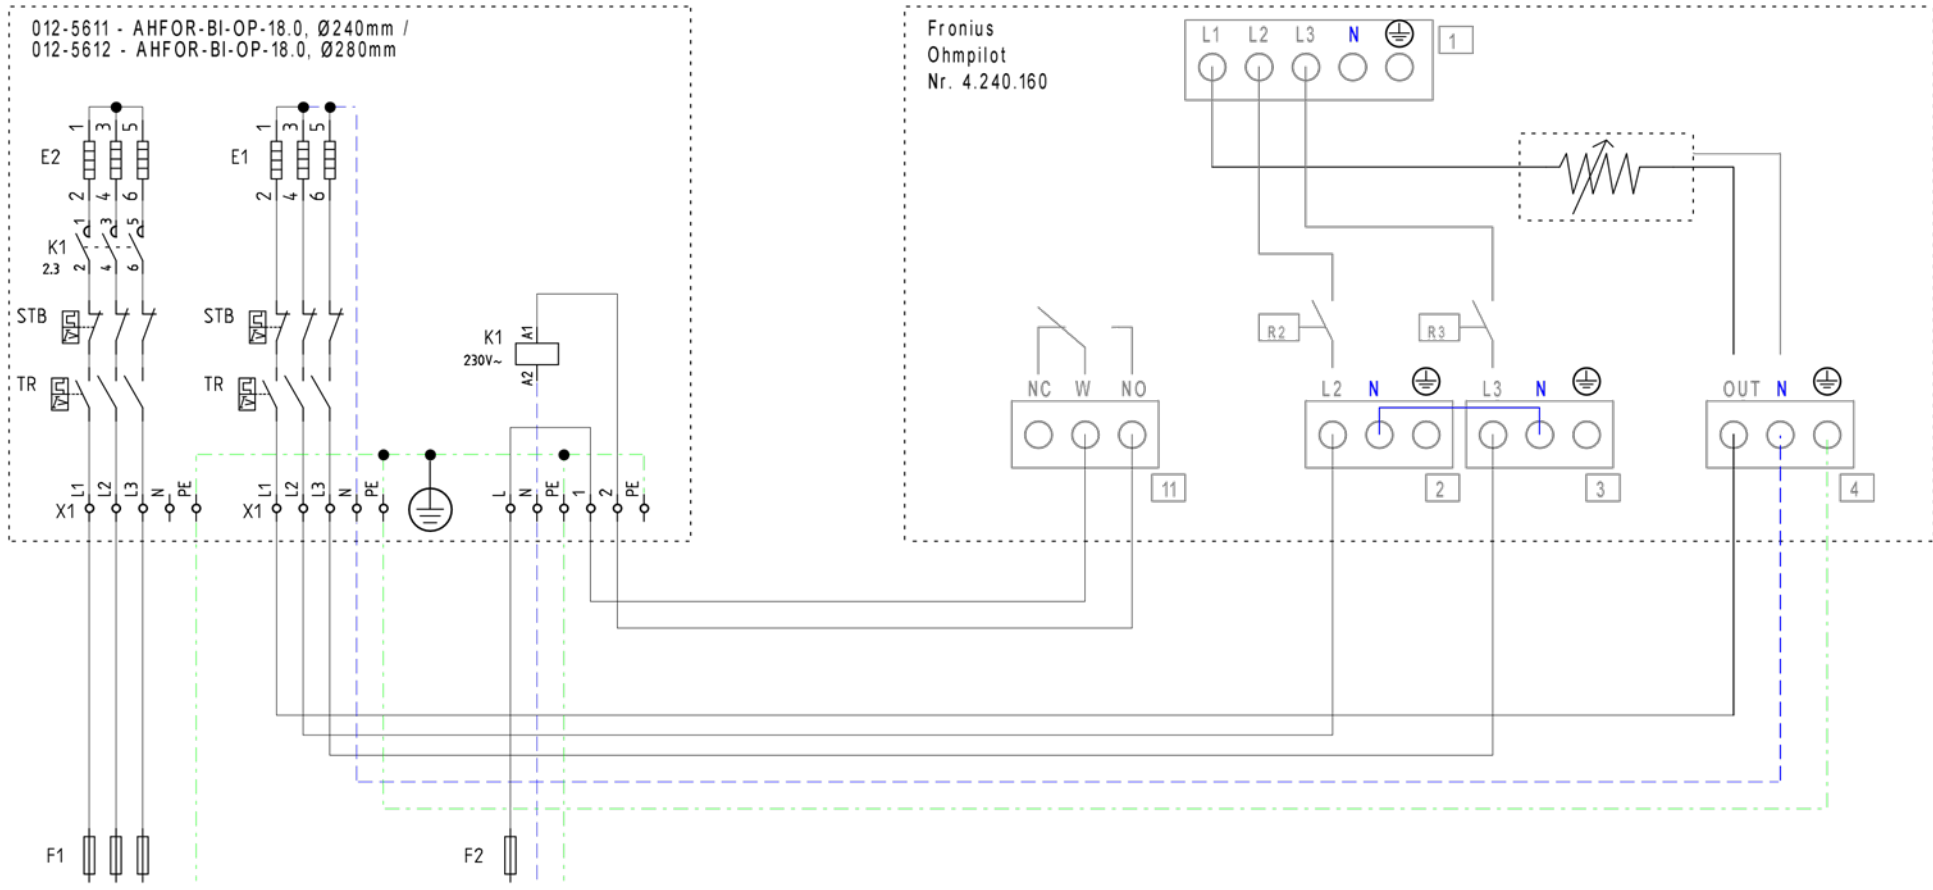 012-5611 - AHFOR-BI-OP-18.0, Ø240mm /
012-5612 - AHFOR-BI-OP-18.0, Ø280mm
Fronius
Ohmpilot
Nr. 4.240.160
L1 L2 L3 N
1
1 3 5
E2
2 4 6
1 3 5
E1
2 4 6
1 3 5
K1
2.3
2 4 6
STB
STB
TR
TR
K1
230V~
A1
A2
R2
R3
NC W NO
L2 N
L3 N
OUT N
11
2
3
4
X1 L1 L2 L3 N PE
X1 L1 L2 L3 N PE
L N PE 1 2 PE
F1
F2